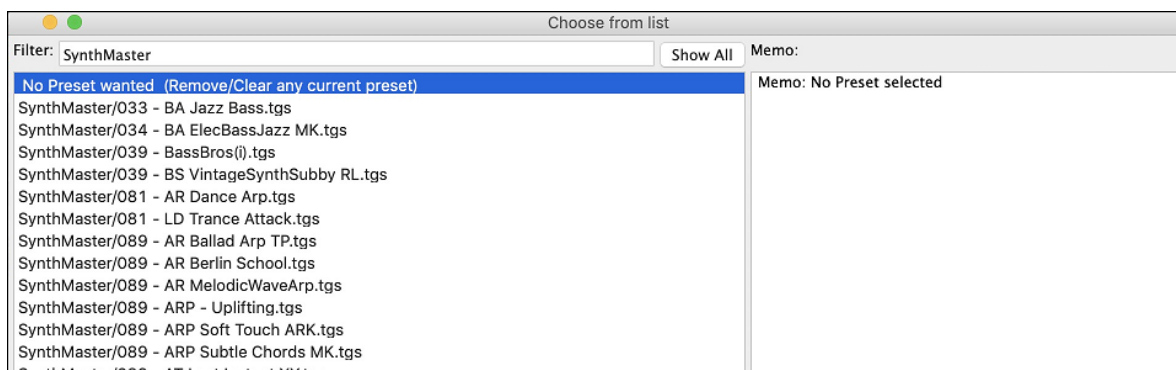 Choose from list
Filter: SynthMaster Show All Memo:
No Preset wanted (Remove/Clear any current preset)
Memo: No Preset selected
SynthMaster/033 - BA Jazz Bass.tgs
SynthMaster/034 - BA ElecBassJazz MK.tgs
SynthMaster/039 - BassBros(i).tgs
SynthMaster/039 - BS VintageSynthSubby RL.tgs
SynthMaster/081 - AR Dance Arp.tgs
SynthMaster/081 - LD Trance Attack.tgs
SynthMaster/089 - AR Ballad Arp TP.tgs
SynthMaster/089 - AR Berlin School.tgs
SynthMaster/089 - AR MelodicWaveArp.tgs
SynthMaster/089 - ARP - Uplifting.tgs
SynthMaster/089 - ARP Soft Touch ARK.tgs
SynthMaster/089 - ARP Subtle Chords MK.tgs